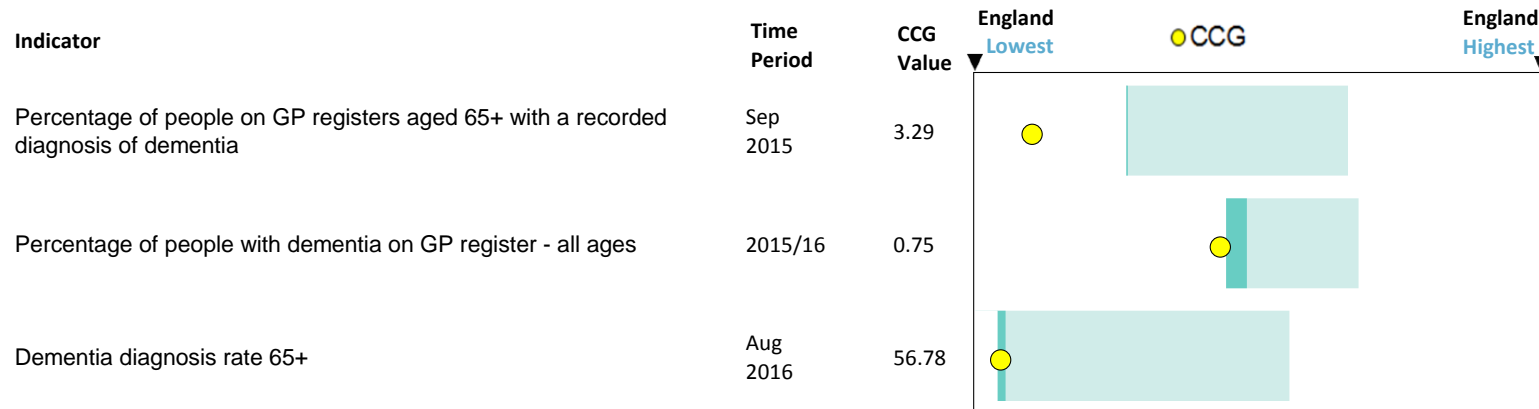 Indicator
Time Period
CCG Value
England Lowest
CCG
England Highest
Percentage of people on GP registers aged 65+ with a recorded
diagnosis of dementia
Sep
2015
3.29
Percentage of people with dementia on GP register - all ages
2015/16
0.75
Dementia diagnosis rate 65+
Aug
2016
56.78